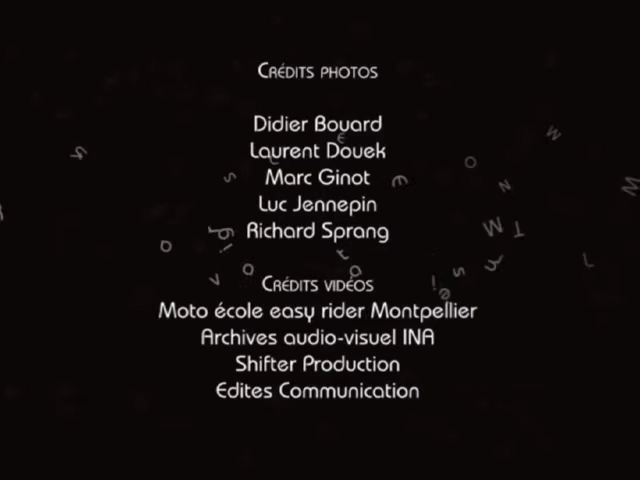 Crédits photos
Didier Bouard
Laurent Douek
Marc Ginot
Luc Jennepin
Richard Sprang
Crédits vidéos
Moto école easy rider Montpellier
Archives audio-visuel INA
Shifter Production
Edites Communication